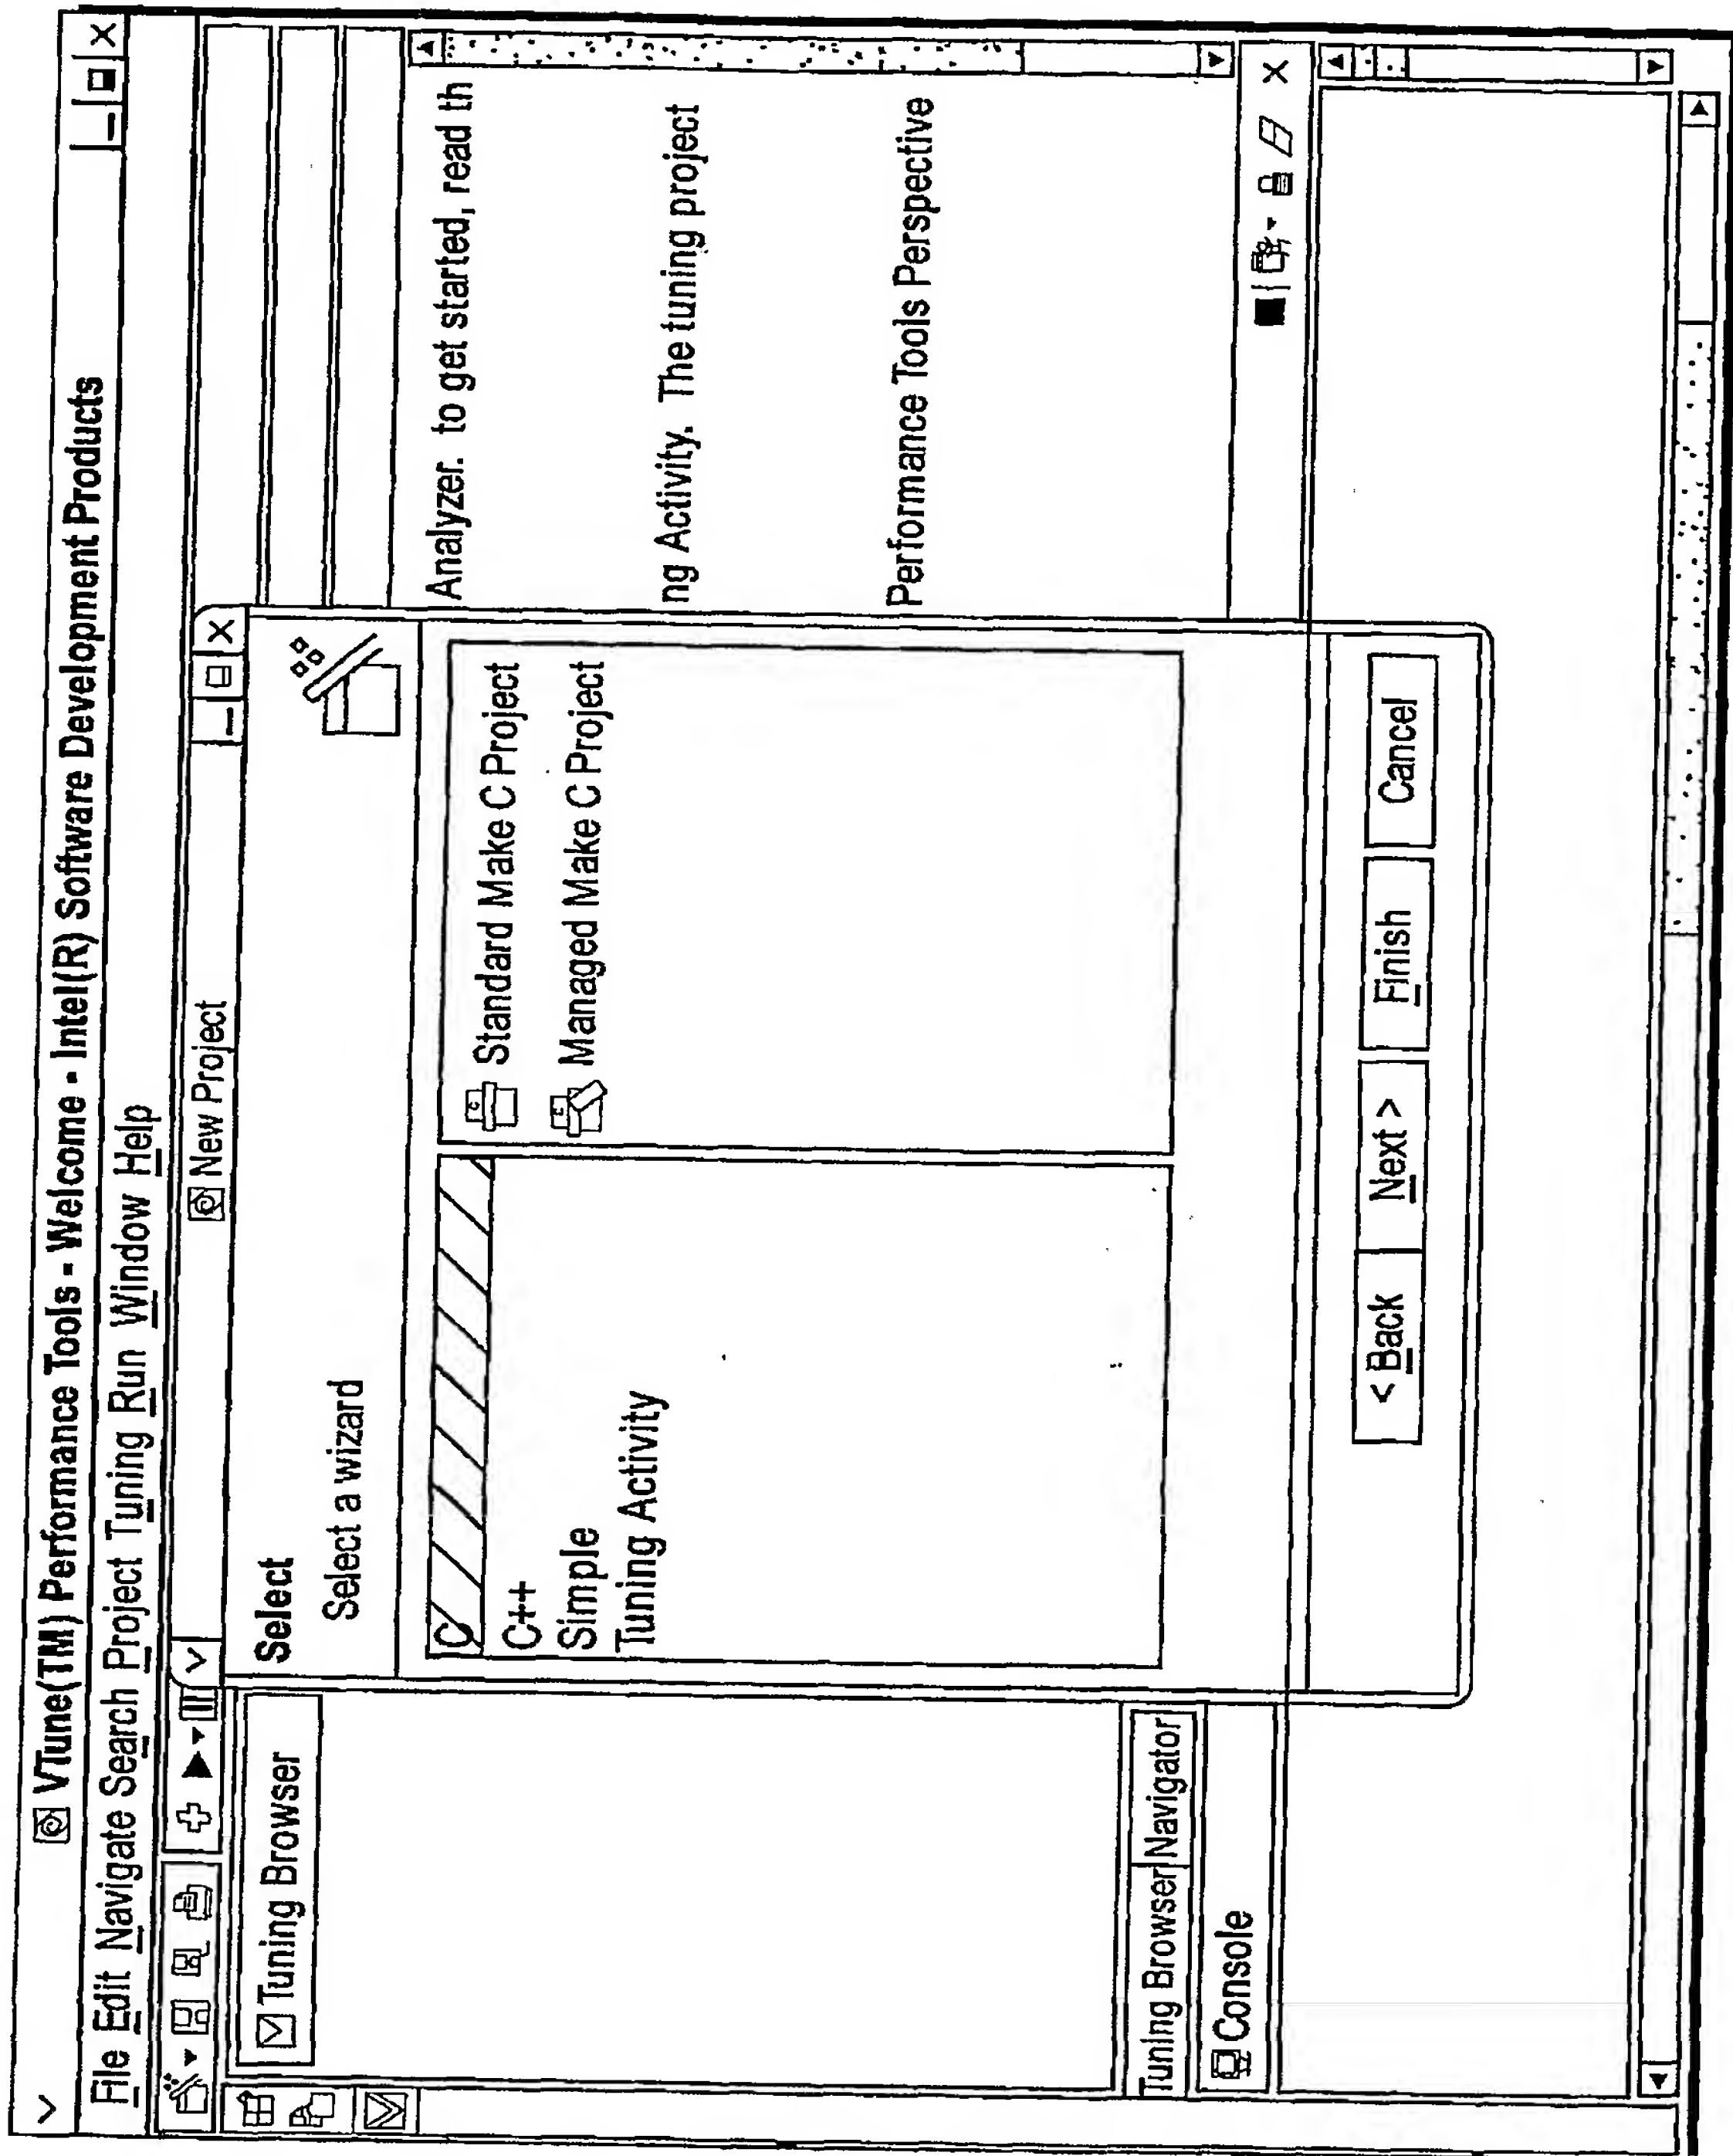 VTune(TM) Performance Tools - Welcome - Intel(R) Software Development Products
File Edit Navigate Search Project Tuning Run Window Help
New Project
Tuning Browser
Select
Select a wizard
C
C++
Simple
Tuning Activity
Standard Make C Project
Managed Make C Project
Analyzer. to get started, read th
ng Activity. The tuning project
Performance Tools Perspective
Tuning Browser Navigator
Console
< Back Next > Finish Cancel